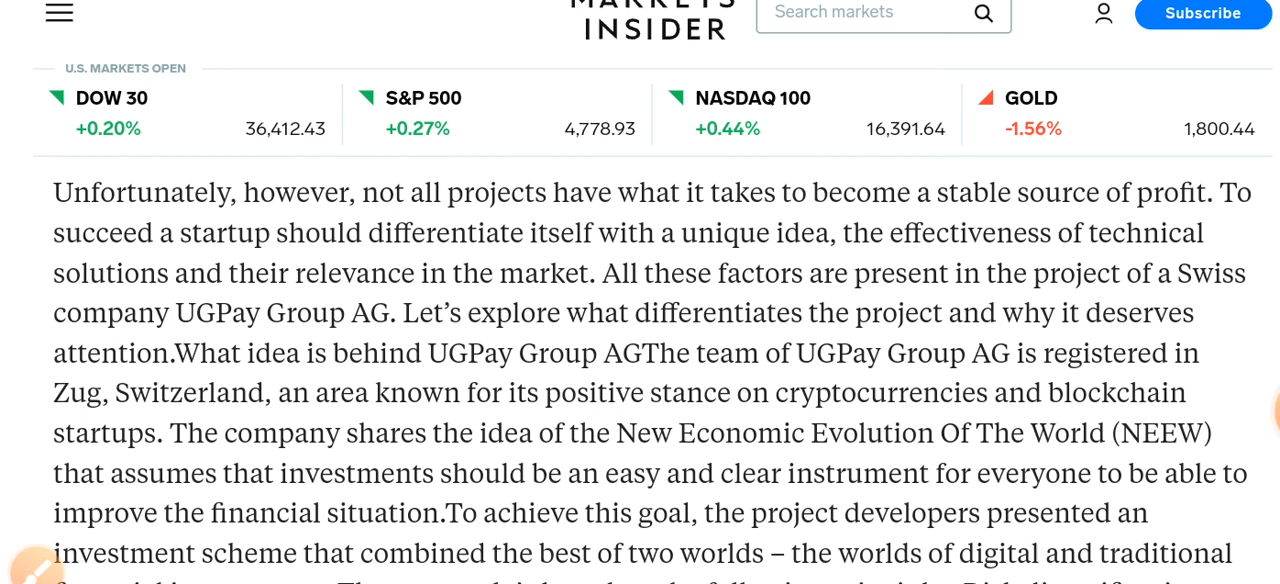 MARKETS
INSIDER
Search markets
Subscribe
U.S. MARKETS OPEN
DOW 30
+0.20% 36,412.43
S&P 500
+0.27% 4,778.93
NASDAQ 100
+0.44% 16,391.64
GOLD
-1.56% 1,800.44
Unfortunately, however, not all projects have what it takes to become a stable source of profit. To
succeed a startup should differentiate itself with a unique idea, the effectiveness of technical
solutions and their relevance in the market. All these factors are present in the project of a Swiss
company UGPay Group AG. Let’s explore what differentiates the project and why it deserves
attention.What idea is behind UGPay Group AGThe team of UGPay Group AG is registered in
Zug, Switzerland, an area known for its positive stance on cryptocurrencies and blockchain
startups. The company shares the idea of the New Economic Evolution Of The World (NEEW)
that assumes that investments should be an easy and clear instrument for everyone to be able to
improve the financial situation.To achieve this goal, the project developers presented an
investment scheme that combined the best of two worlds – the worlds of digital and traditional